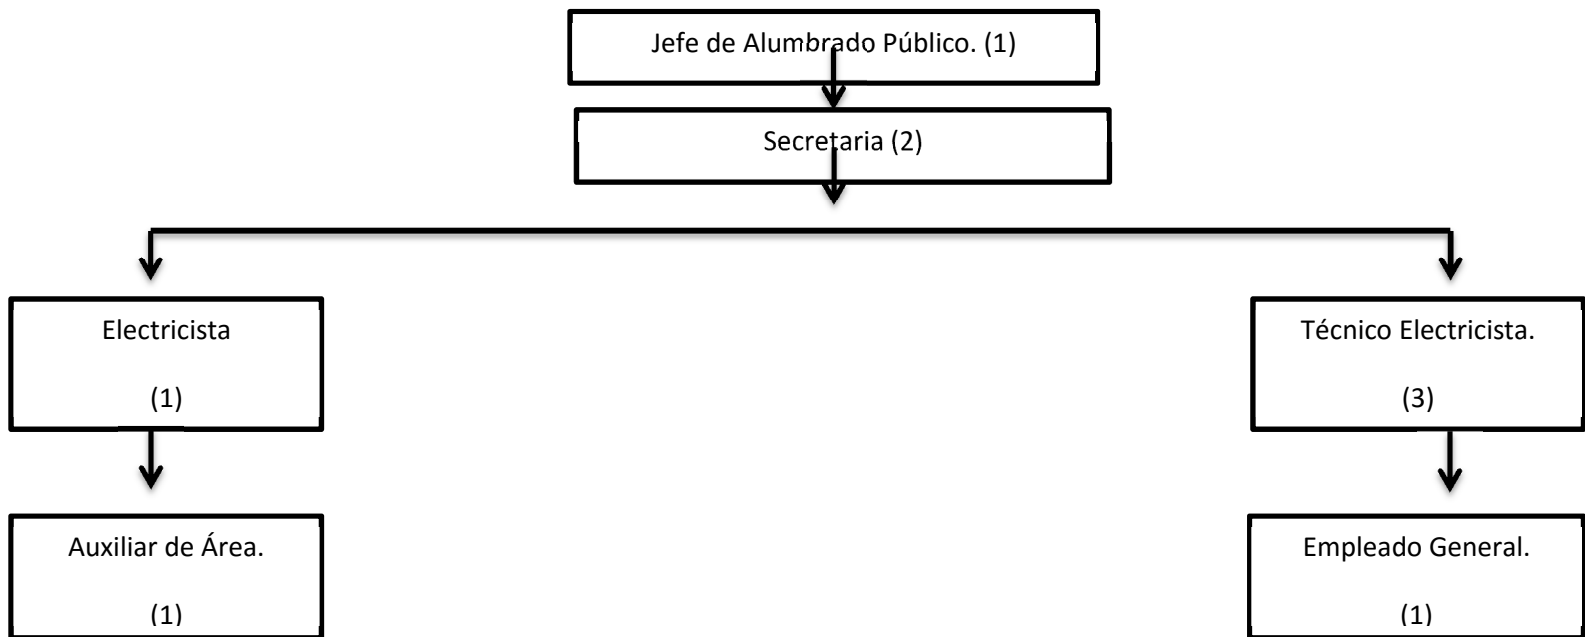 Jefe de Alumbrado Público. (1)
Secretaria (2)
Electricista
(1)
Técnico Electricista.
(3)
Auxiliar de Área.
(1)
Empleado General.
(1)